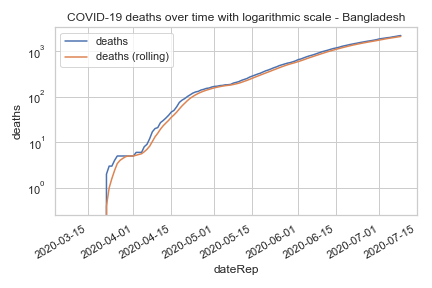 COVID-19 deaths over time with logarithmic scale - Bangladesh
deaths
deaths (rolling)
10³
10²
10¹
10⁰
deaths
2020-03-15
2020-04-01
2020-04-15
2020-05-01
2020-05-15
2020-06-01
2020-06-15
2020-07-01
2020-07-15
dateRep